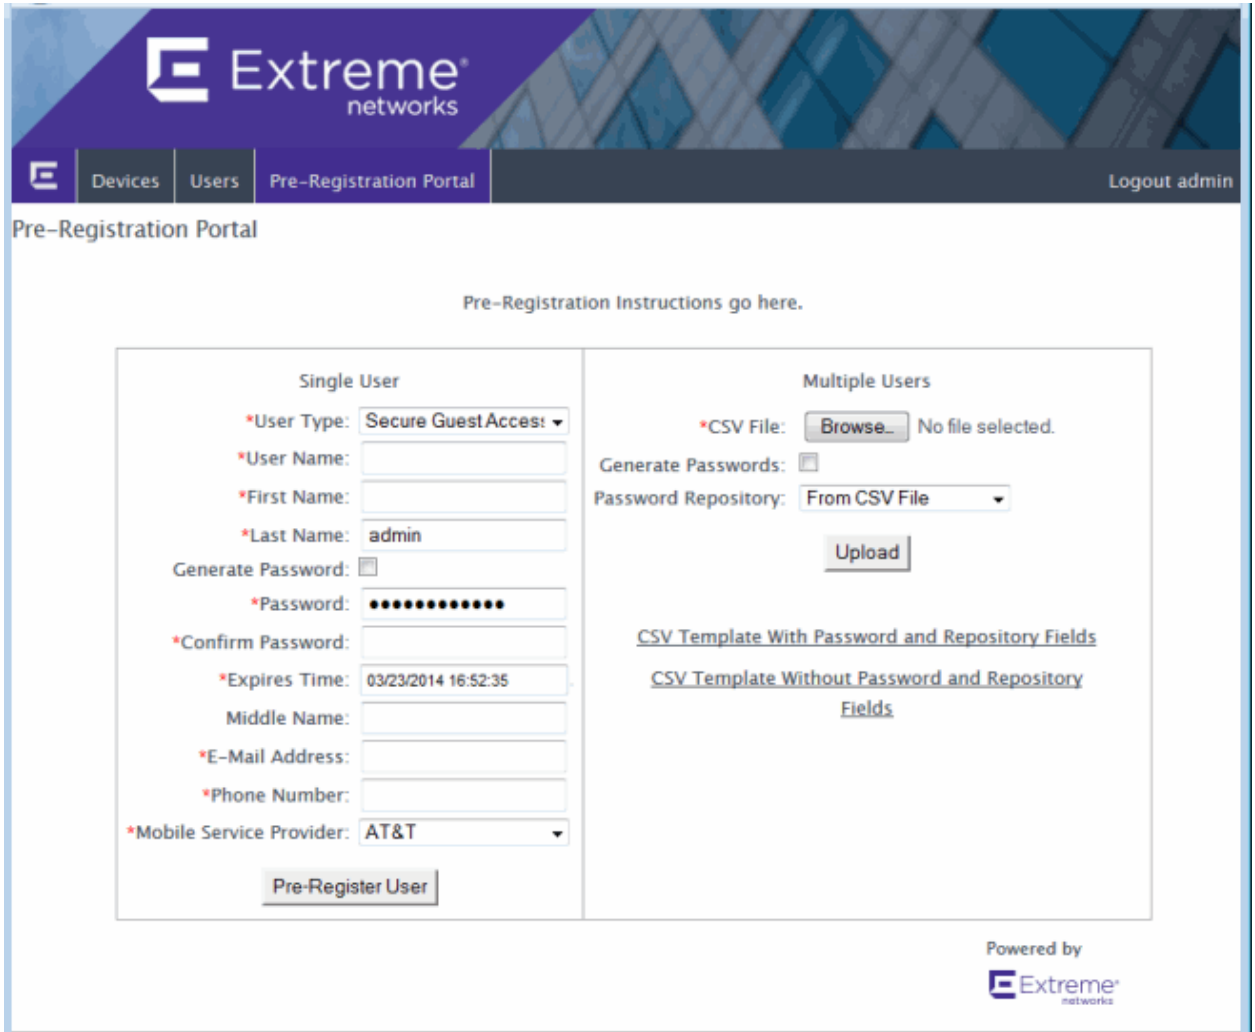 Extreme®
networks
Devices Users Pre-Registration Portal Logout admin
Pre-Registration Portal
Pre-Registration Instructions go here.
Single User
*User Type: Secure Guest Access
*User Name:
*First Name:
*Last Name: admin
Generate Password:
*Password: ●●●●●●●●●●●●
*Confirm Password:
*Expires Time: 03/23/2014 16:52:35
Middle Name:
*E-Mail Address:
*Phone Number:
*Mobile Service Provider: AT&T
Pre-Register User
Multiple Users
*CSV File: Browse... No file selected.
Generate Passwords:
Password Repository: From CSV File
Upload
CSV Template With Password and Repository Fields
CSV Template Without Password and Repository
Fields
Powered by
Extreme®
networks